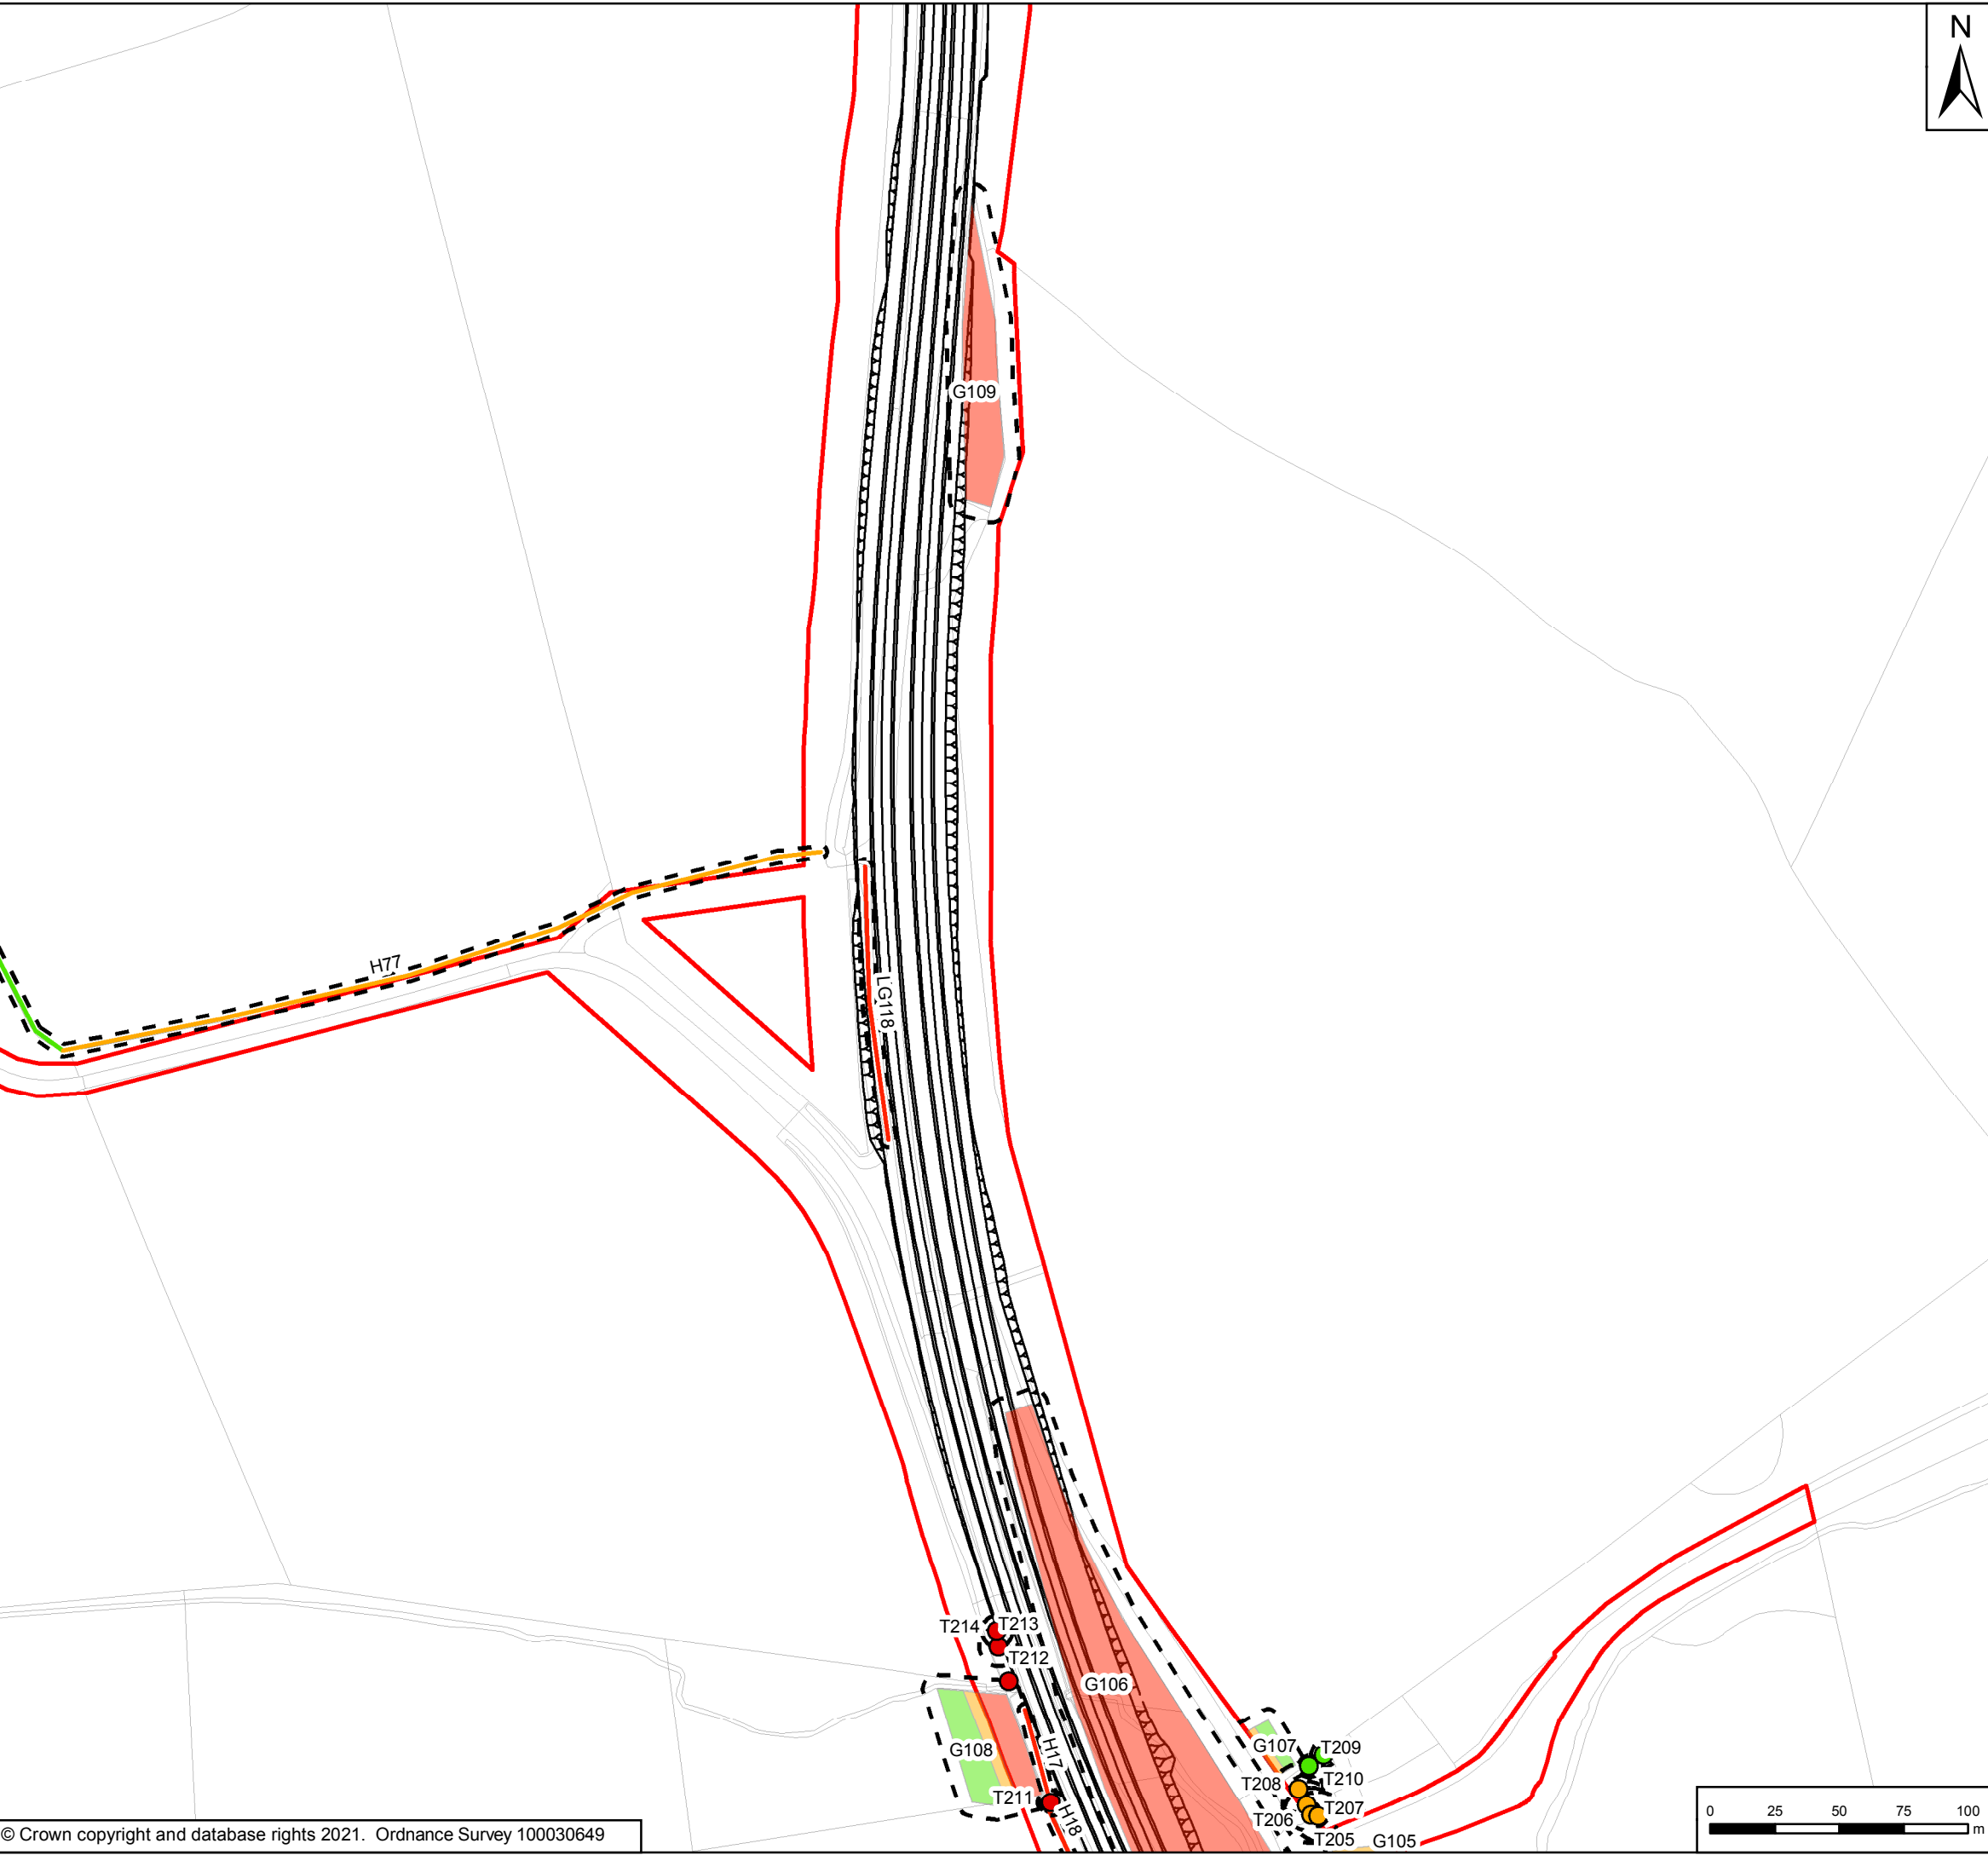 N
G109
H77
LG118
T214
T213
T212
G106
G108
H17
T211
H18
G107
T209
T210
T208
T207
T206
T205
G105
0 25 50 75 100
m
© Crown copyright and database rights 2021. Ordnance Survey 100030649